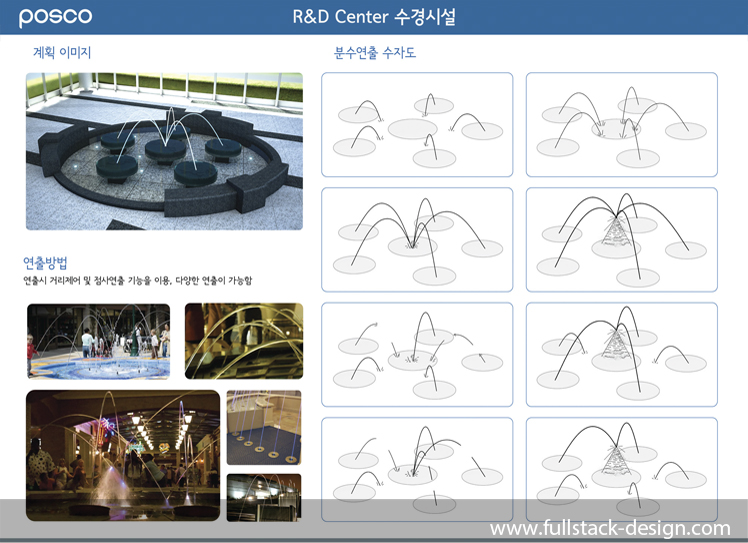 posco
R&D Center 수경시설
계획 이미지
분수연출 수자도
연출방법
연출시 거리제어 및 점사연출 기능을 이용, 다양한 연출이 가능함
www.fullstack-design.com